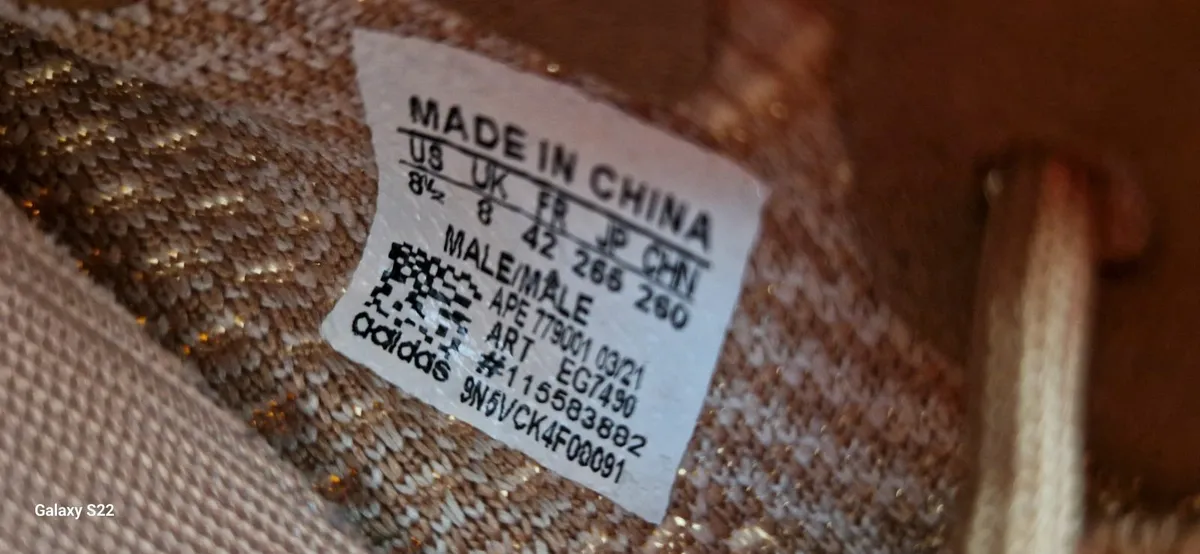 MADE IN CHINA
US UK FR JP CHN
8½ 8 42 265 260
MALE/MALE
APE 779001 03/21
ART EG7490
#115583882
adidas 9N5VCK4F00091
Galaxy S22